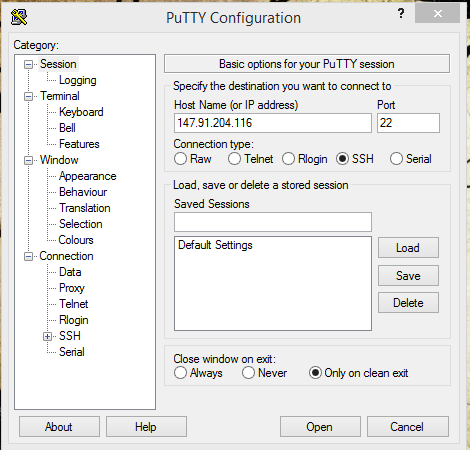 PuTTY Configuration
?
Category:
Session
Logging
Terminal
Keyboard
Bell
Features
Window
Appearance
Behaviour
Translation
Selection
Colours
Connection
Data
Proxy
Telnet
Rlogin
SSH
Serial
Basic options for your PuTTY session
Specify the destination you want to connect to
Host Name (or IP address) Port
147.91.204.116 22
Connection type:
Raw Telnet Rlogin SSH Serial
Load, save or delete a stored session
Saved Sessions
Default Settings
Load
Save
Delete
Close window on exit:
Always Never Only on clean exit
About Help Open Cancel